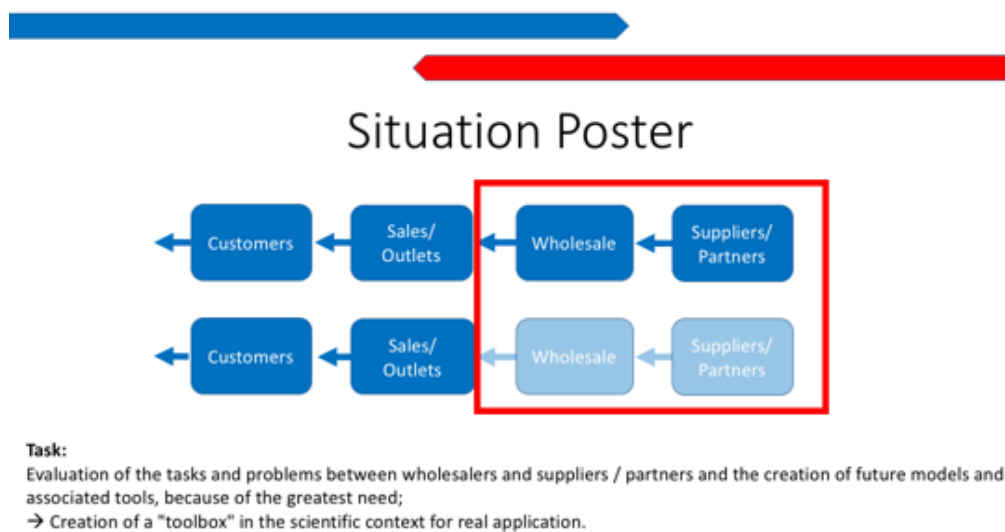 Situation Poster
Customers
Sales/
Outlets
Wholesale
Suppliers/
Partners
Customers
Sales/
Outlets
Wholesale
Suppliers/
Partners
Task:
Evaluation of the tasks and problems between wholesalers and suppliers / partners and the creation of future models and
associated tools, because of the greatest need;
→ Creation of a "toolbox" in the scientific context for real application.